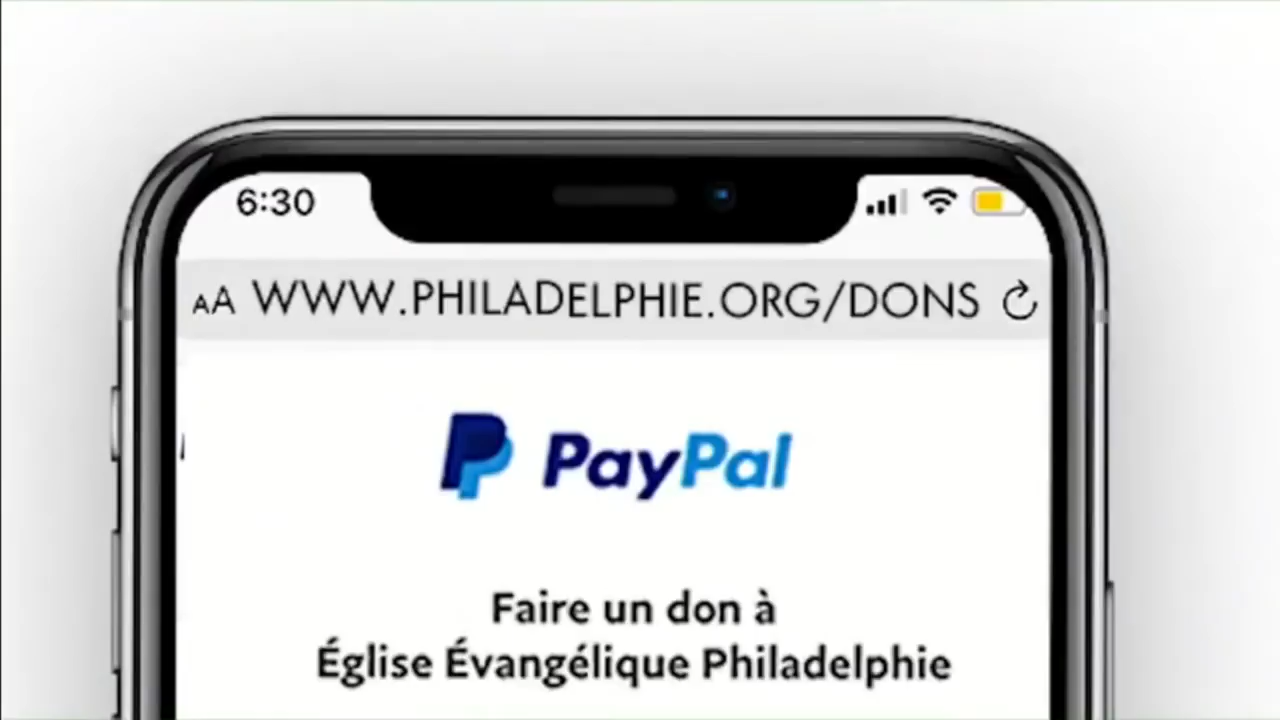 6:30
AA WWW.PHILADELPHIE.ORG/DONS
PayPal
Faire un don à
Église Évangélique Philadelphie